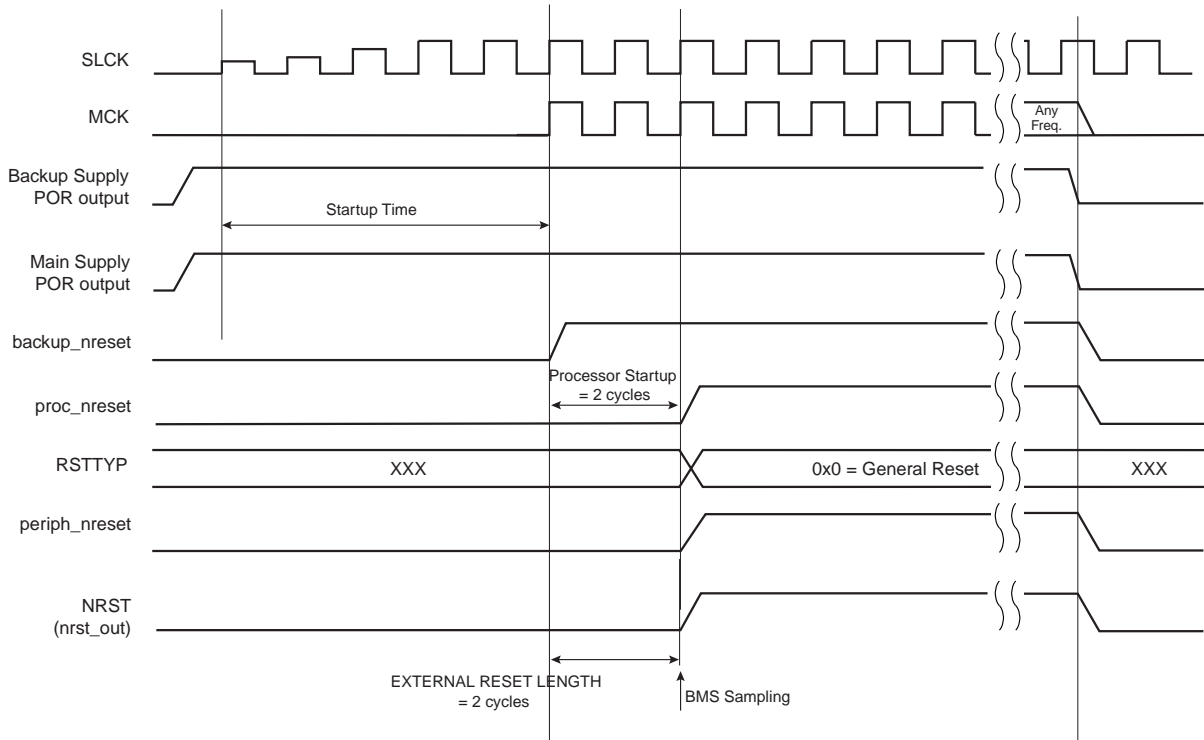 SLCK
MCK
Any
Freq.
Backup Supply
POR output
Startup Time
Main Supply
POR output
backup_nreset
Processor Startup
= 2 cycles
proc_nreset
RSTTYP
XXX
0x0 = General Reset
XXX
periph_nreset
NRST
(nrst_out)
EXTERNAL RESET LENGTH
= 2 cycles
BMS Sampling